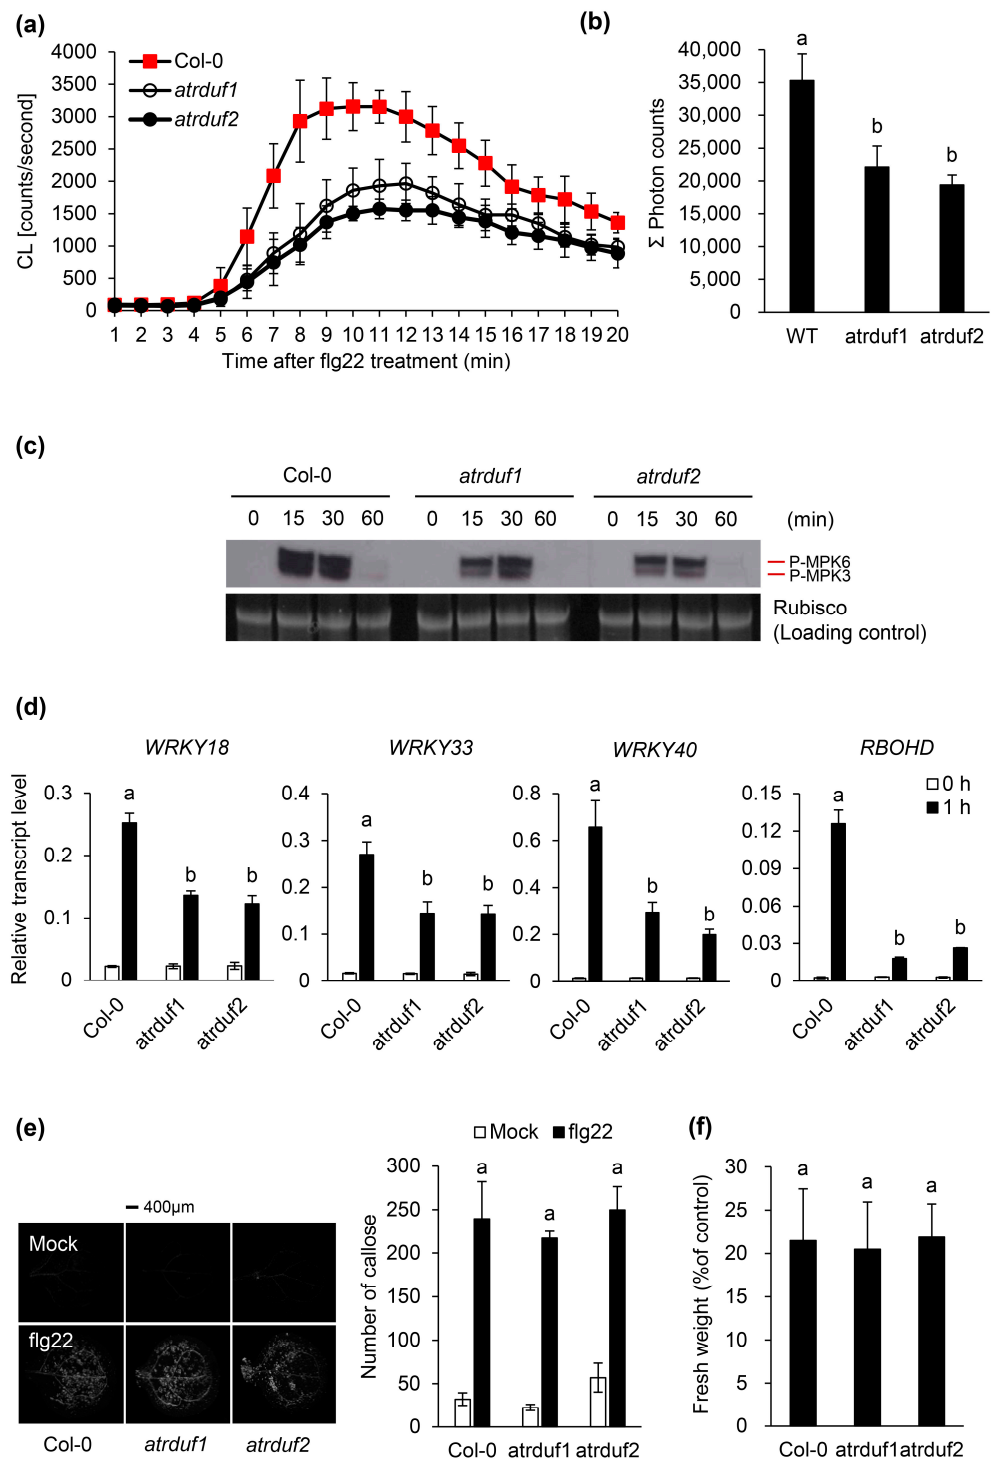 (a)
4000
3500
3000
2500
2000
1500
1000
500
0
CL [counts/second]
Col-0
atrduf1
atrduf2
1 2 3 4 5 6 7 8 9 10 11 12 13 14 15 16 17 18 19 20
Time after flg22 treatment (min)
(b)
40,000
35,000
30,000
25,000
20,000
15,000
10,000
5,000
0
Σ Photon counts
a
b
b
WT atrduf1 atrduf2
(c)
Col-0 atrduf1 atrduf2
0 15 30 60 0 15 30 60 0 15 30 60 (min)
P-MPK6
P-MPK3
Rubisco
(Loading control)
(d)
Relative transcript level
WRKY18
0.3
0.2
0.1
0
a
b
b
Col-0
atrduf1
atrduf2
WRKY33
0.4
0.3
0.2
0.1
0
a
b
b
Col-0
atrduf1
atrduf2
WRKY40
0.8
0.6
0.4
0.2
0
a
b
b
Col-0
atrduf1
atrduf2
RBOHD
0 h
1 h
0.15
0.12
0.09
0.06
0.03
0
a
b
b
Col-0
atrduf1
atrduf2
(e)
400µm
Mock
flg22
Col-0 atrduf1 atrduf2
Mock flg22
300
250
200
150
100
50
0
Number of callose
a
a
a
Col-0 atrduf1 atrduf2
(f)
30
25
20
15
10
5
0
Fresh weight (%of control)
a
a
a
Col-0 atrduf1 atrduf2